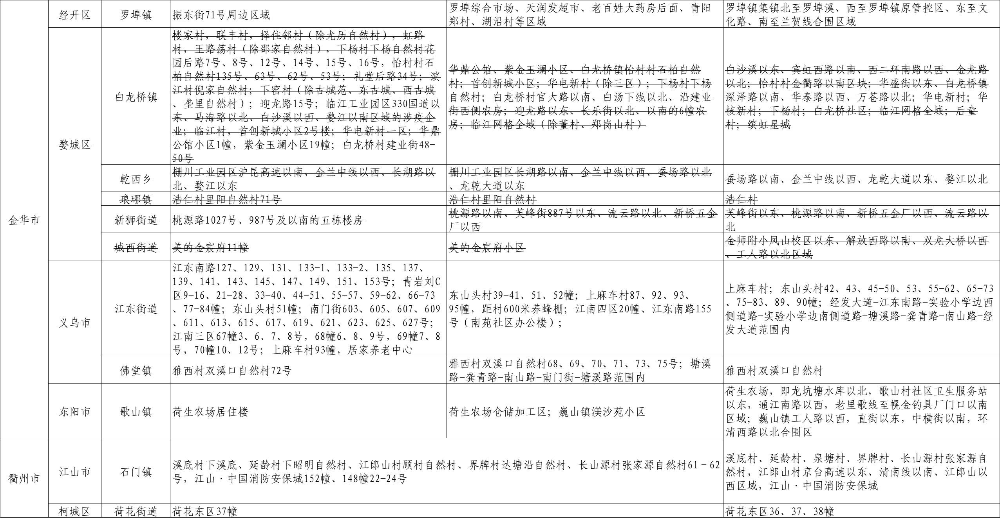 金华市
经开区
罗埠镇
振东街71号周边区域
罗埠综合市场、天润发超市、老百姓大药房后面、青阳
郑村、湖沿村等区域
罗埠镇集镇北至罗埠溪、西至罗埠镇原管控区、东至文
化路、南至兰贺线合围区域
婺城区
白龙桥镇
楼家村，联丰村，择住邻村（除尤历自然村），虹路
村，王路荡村（除邵家自然村），下杨村下杨自然村花
园后路7号、8号、12号、14号、15号、16号，怡村村石
柏自然村135号、63号、62号、53号；礼堂后路34号；滨
江村倪家自然村；下窑村（除古城范、东古城、西古城
、垄里自然村）；迎龙路15号；临江工业园区330国道以
东、马海路以北、白沙溪以西、婺江以南区域的涉疫企
业；临江村，首创新城小区2号楼；华电新村一区；华鼎
公馆小区1幢，紫金玉澜小区19幢；白龙桥村建业街48-
50号
华鼎公馆、紫金玉澜小区、白龙桥镇怡村村石柏自然
村；首创新城小区；华电新村（除三区）；下杨村下杨
自然村；白龙桥村官大路以南、白汤下线以北、沿建业
街西侧农房；迎龙路以东、长乐街以北、以南的6幢农
房；临江网格全域（除董村、郑岗山村）
白沙溪以东、宾虹西路以南、西二环南路以西、金龙路
以北；怡村村金衢路以南区块；华盛街以东、白龙桥镇
深泽路以南、华泰路以西、万苍路以北；华电新村；华
核新村；下杨村；白龙桥社区；临江网格全域；后童
村；缤虹星城
乾西乡
栅川工业园区沪昆高速以南、金兰中线以西、长湖路以
北、婺江以东
栅川工业园区长湖路以南、金兰中线以西、蚕场路以北
、龙乾大道以东
蚕场路以南、金兰中线以西、龙乾大道以东、婺江以北
琅琊镇
浩仁村里阳自然村71号
浩仁村里阳自然村
浩仁村
新狮街道
桃源路1027号、987号及以南的五栋楼房
桃源路以南、芙峰街887号以东、流云路以北、新桥五金
厂以西
芙峰街以东、桃源路以南、新桥五金厂以西、流云路以
北
城西街道
美的金宸府11幢
美的金宸府小区
金师附小凤山校区以东、解放西路以南、双龙大桥以西
、工人路以北区域
义乌市
江东街道
江东南路127、129、131、133-1、133-2、135、137、
139、141、143、145、147、149、151、153号；青岩刘C
区9-16、21-28、33-40、44-51、55-57、59-62、66-73
、77-84幢；东山头村51幢；南门街603、605、607、609
、611、613、615、617、619、621、623、625、627号；
江南三区67幢3、6、7、8号，68幢6、8、9号，69幢7、8
号，70幢10、12号；上麻车村93幢，居家养老中心
东山头村39-41、51、52幢；上麻车村87、92、93、
95幢，距村600米养蜂棚；江南四区20幢、江东南路155
号（南苑社区办公楼）；
上麻车村；东山头村42、43、45-50、53、55-62、65-73
、75-83、89、90幢；经发大道-江东南路-实验小学边西
侧道路-实验小学边南侧道路-塘溪路-龚青路-南山路-经
发大道范围内
佛堂镇
雅西村双溪口自然村72号
雅西村双溪口自然村68、69、70、71、73、75号；塘溪
路-龚青路-南山路-南门街-塘溪路范围内
雅西村双溪口自然村
东阳市
歌山镇
荷生农场居住楼
荷生农场仓储加工区；巍山镇渼沙苑小区
荷生农场，即龙坑塘水库以北，歌山村社区卫生服务站
以东，通江南路以西，老里歌线至幌金钓具厂门口以南
区域；巍山镇工人路以西，直街以东，中横街以南，环
清西路以北合围区
衢州市
江山市
石门镇
溪底村下溪底、延龄村下昭明自然村、江郎山村顾村自然村、界牌村达塘沿自然村、长山源村张家源自然村61－62
号，江山·中国消防安保城152幢、148幢22-24号
溪底村、延龄村、泉塘村、界牌村、长山源村张家源自
然村，江郎山村京台高速以东、清南线以南、江郎山以
西区域，江山·中国消防安保城
柯城区
荷花街道
荷花东区37幢
荷花东区36、37、38幢